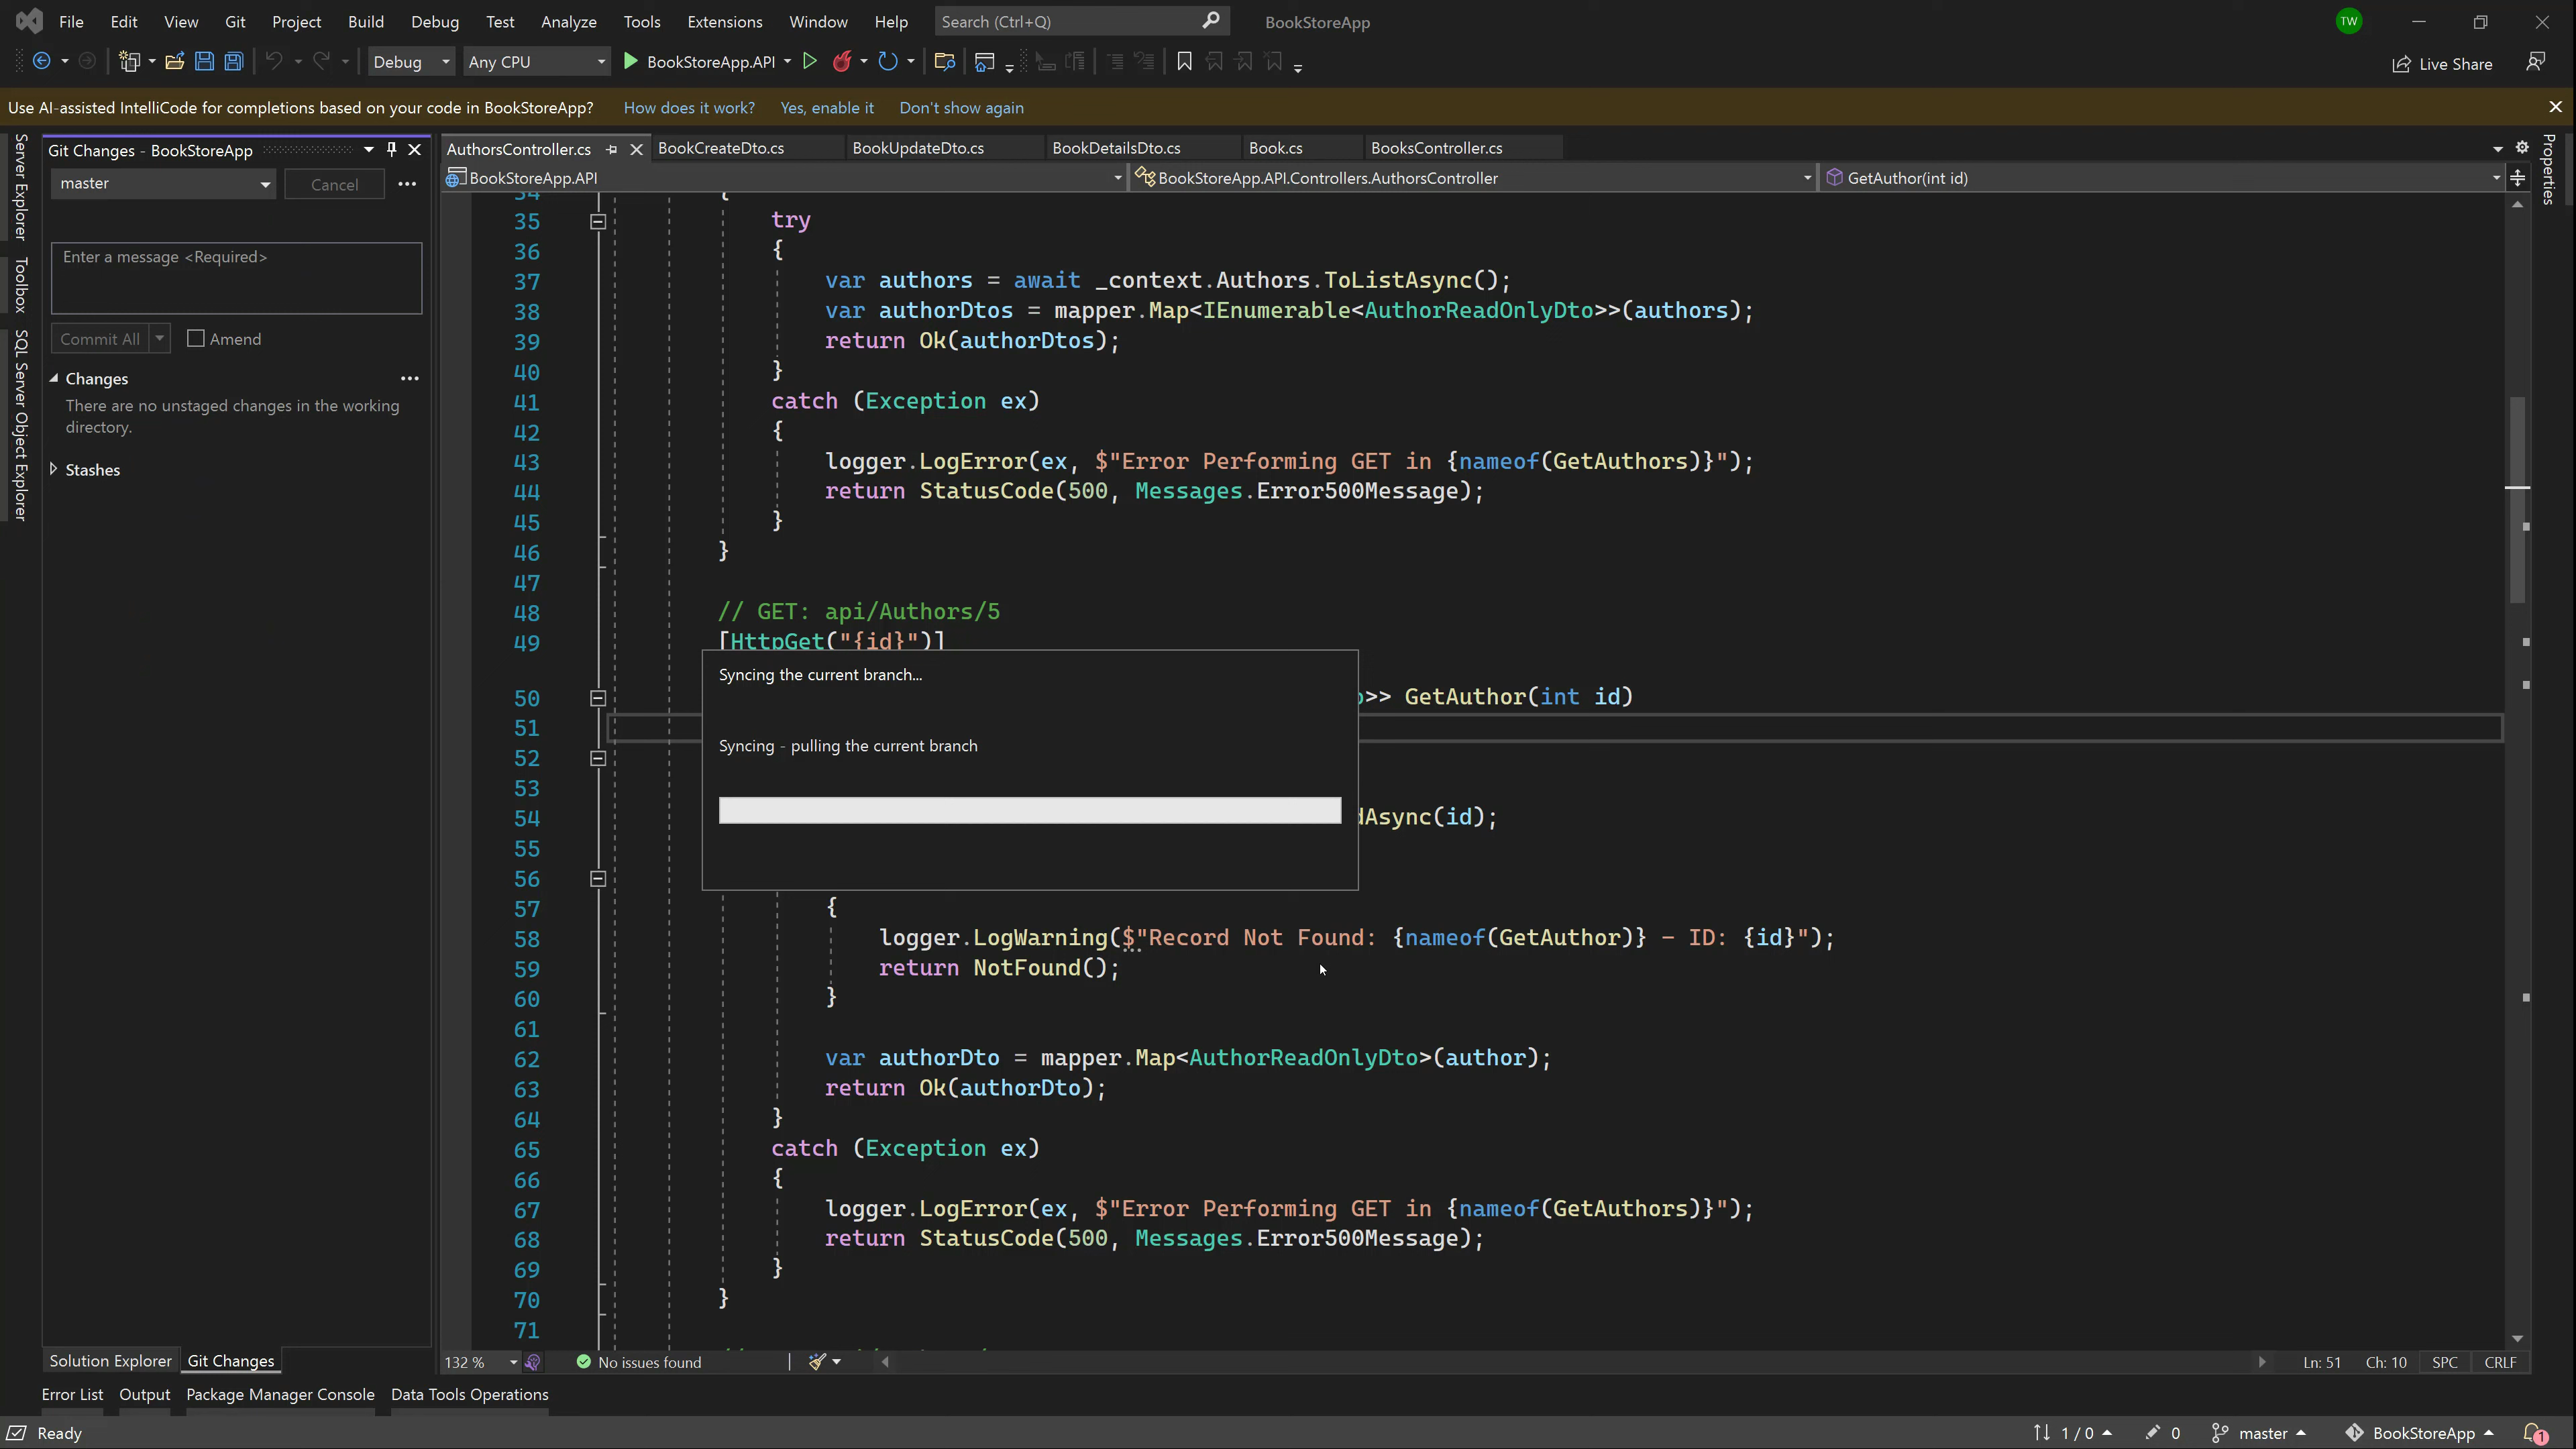 File Edit View Git Project Build Debug Test Analyze Tools Extensions Window Help Search (Ctrl+Q) BookStoreApp TW
Debug Any CPU BookStoreApp.API Live Share
Use AI-assisted IntelliCode for completions based on your code in BookStoreApp? How does it work? Yes, enable it Don't show again
Server Explorer
Toolbox
SQL Server Object Explorer
Git Changes - BookStoreApp
master Cancel
Enter a message <Required>
Commit All Amend
Changes
There are no unstaged changes in the working
directory.
Stashes
AuthorsController.cs BookCreateDto.cs BookUpdateDto.cs BookDetailsDto.cs Book.cs BooksController.cs
Properties
BookStoreApp.API BookStoreApp.API.Controllers.AuthorsController GetAuthor(int id)
34 {
35 try
36 {
37 var authors = await _context.Authors.ToListAsync();
38 var authorDtos = mapper.Map<IEnumerable<AuthorReadOnlyDto>>(authors);
39 return Ok(authorDtos);
40 }
41 catch (Exception ex)
42 {
43 logger.LogError(ex, $"Error Performing GET in {nameof(GetAuthors)}");
44 return StatusCode(500, Messages.Error500Message);
45 }
46 }
47
48 // GET: api/Authors/5
49 [HttpGet("{id}")]
50 >> GetAuthor(int id)
51
52
53
54 dAsync(id);
55
56
57 {
58 logger.LogWarning($"Record Not Found: {nameof(GetAuthor)} - ID: {id}");
59 return NotFound();
60 }
61
62 var authorDto = mapper.Map<AuthorReadOnlyDto>(author);
63 return Ok(authorDto);
64 }
65 catch (Exception ex)
66 {
67 logger.LogError(ex, $"Error Performing GET in {nameof(GetAuthors)}");
68 return StatusCode(500, Messages.Error500Message);
69 }
70 }
71
Syncing the current branch...
Syncing - pulling the current branch
Solution Explorer Git Changes
132 % No issues found Ln: 51 Ch: 10 SPC CRLF
Error List Output Package Manager Console Data Tools Operations
Ready 1 / 0 0 master BookStoreApp 1